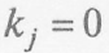 k_j = 0